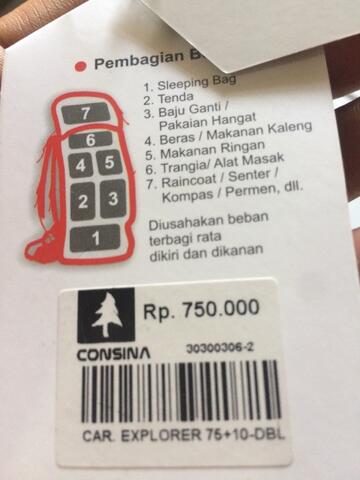 Pembagian
1. Sleeping Bag
2. Tenda
3. Baju Ganti /
Pakaian Hangat
4. Beras / Makanan Kaleng
5. Makanan Ringan
6. Trangia/ Alat Masak
7. Raincoat / Senter /
Kompas / Permen, dll.
7
6
4 5
2 3
1
Diusahakan beban
terbagi rata
dikiri dan dikanan
Rp. 750.000
CONSINA
30300306-2
CAR. EXPLORER 75+10-DBL